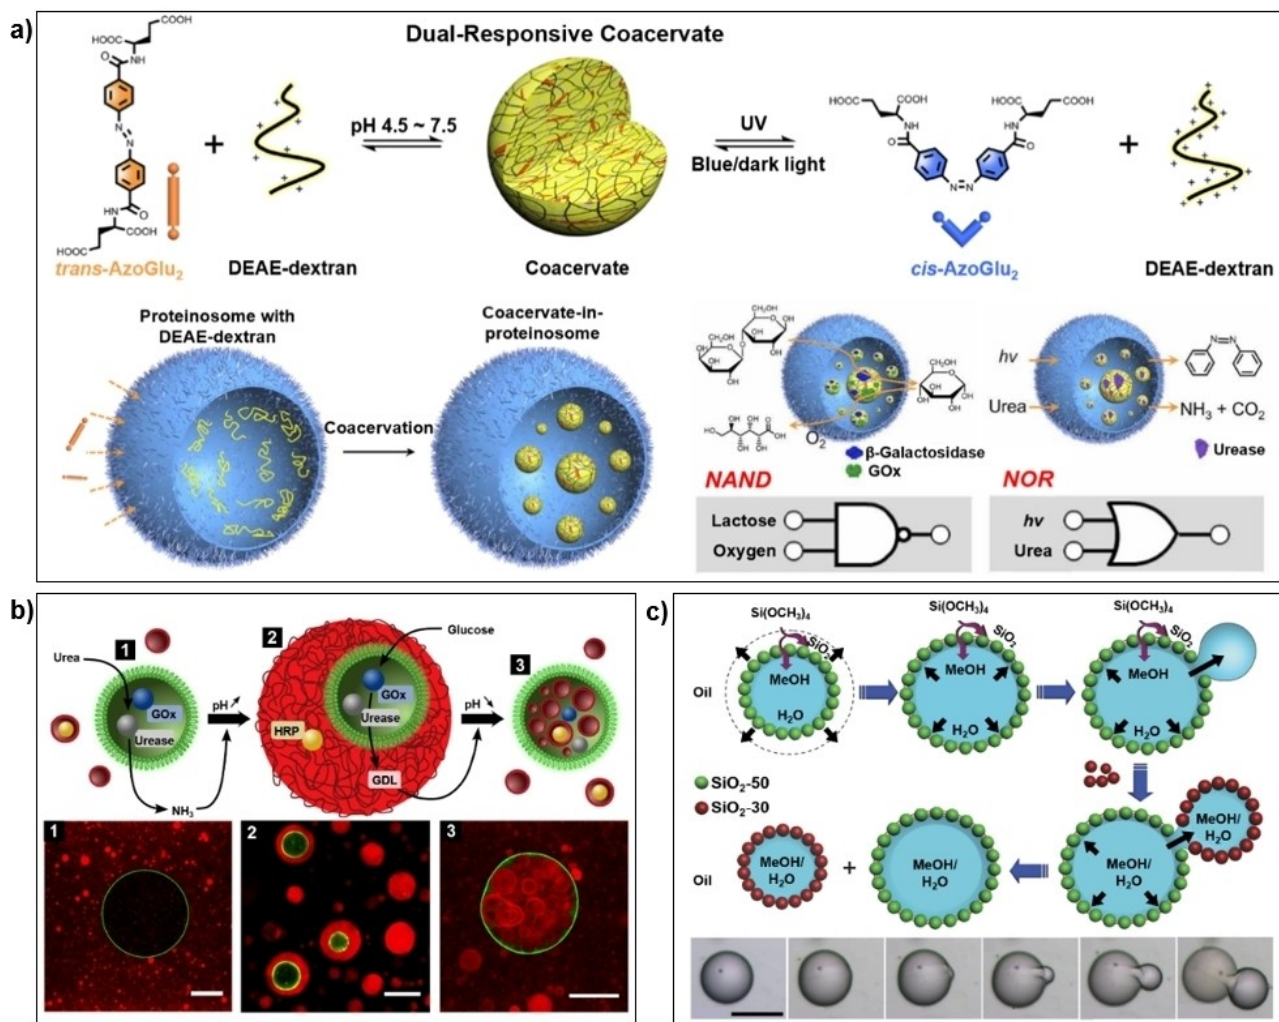 a)
Dual-Responsive Coacervate
COOH
HOOC
NH
O
N
N
O
HN
COOH
HOOC
trans-AzoGlu2
+
DEAE-dextran
pH 4.5 ~ 7.5
Coacervate
UV
Blue/dark light
HOOC COOH HOOC COOH
NH HN
O O
N=N
cis-AzoGlu2
+
DEAE-dextran
Proteinosome with
DEAE-dextran
Coacervation
Coacervate-in-
proteinosome
O2
β-Galactosidase
GOx
NAND
Lactose
Oxygen
hv
Urea
N=N
NH3 + CO2
Urease
NOR
hv
Urea
b)
1
Urea
GOx
Urease
NH3
pH
2
Glucose
GOx
Urease
HRP
GDL
pH
3
1
2
3
c)
Si(OCH3)4
SiO2
MeOH
H2O
Oil
Si(OCH3)4
SiO2
MeOH
H2O
Si(OCH3)4
SiO2
MeOH
H2O
SiO2-50
SiO2-30
Oil
MeOH/
H2O
+
MeOH/
H2O
MeOH/
H2O
MeOH/
H2O